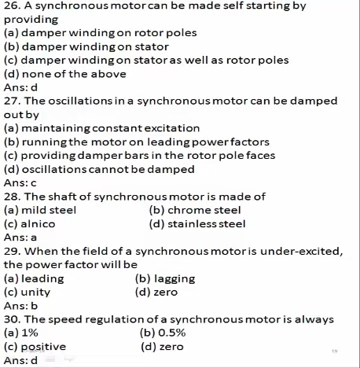 26. A synchronous motor can be made self starting by
providing
(a) damper winding on rotor poles
(b) damper winding on stator
(c) damper winding on stator as well as rotor poles
(d) none of the above
Ans: d
27. The oscillations in a synchronous motor can be damped
out by
(a) maintaining constant excitation
(b) running the motor on leading power factors
(c) providing damper bars in the rotor pole faces
(d) oscillations cannot be damped
Ans: c
28. The shaft of synchronous motor is made of
(a) mild steel (b) chrome steel
(c) alnico (d) stainless steel
Ans: a
29. When the field of a synchronous motor is under-excited,
the power factor will be
(a) leading (b) lagging
(c) unity (d) zero
Ans: b
30. The speed regulation of a synchronous motor is always
(a) 1% (b) 0.5%
(c) positive (d) zero
Ans: d